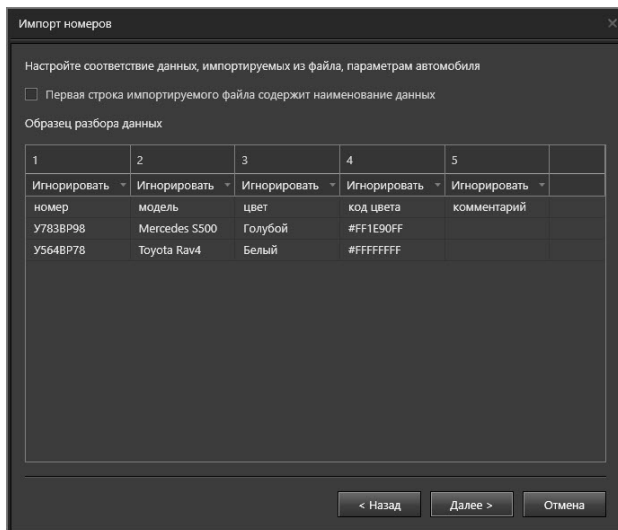 Импорт номеров
Настройте соответствие данных, импортируемых из файла, параметрам автомобиля
Первая строка импортируемого файла содержит наименование данных
Образец разбора данных
1 2 3 4 5
Игнорировать Игнорировать Игнорировать Игнорировать Игнорировать
номер модель цвет код цвета комментарий
У783ВР98 Mercedes S500 Голубой #FF1E90FF
У564ВР78 Toyota Rav4 Белый #FFFFFFFF
< Назад Далее > Отмена